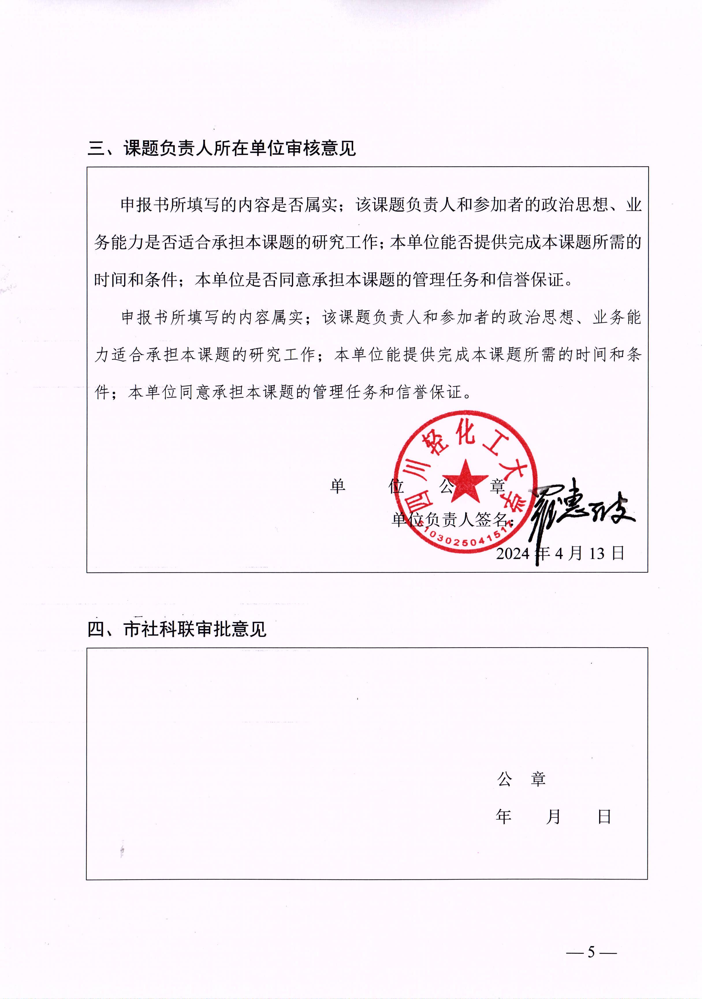 三、课题负责人所在单位审核意见
申报书所填写的内容是否属实；该课题负责人和参加者的政治思想、业
务能力是否适合承担本课题的研究工作；本单位能否提供完成本课题所需的
时间和条件；本单位是否同意承担本课题的管理任务和信誉保证。
申报书所填写的内容属实；该课题负责人和参加者的政治思想、业务能
力适合承担本课题的研究工作；本单位能提供完成本课题所需的时间和条
件；本单位同意承担本课题的管理任务和信誉保证。
四川轻化工大学
单 位 公 章
单位负责人签名：
5103025041517
2024 年 4 月 13 日
四、市社科联审批意见
公 章
年 月 日
— 5 —